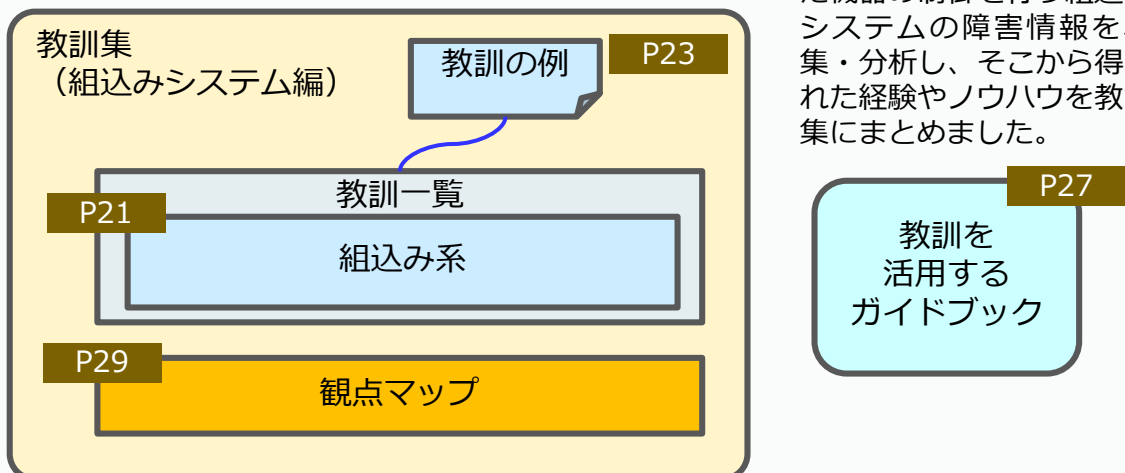 教訓集
（組込みシステム編）
教訓の例
P23
教訓一覧
P21
組込み系
P29
観点マップ
システムの障害情報を
集・分析し、そこから得
れた経験やノウハウを教
集にまとめました。
P27
教訓を
活用する
ガイドブック